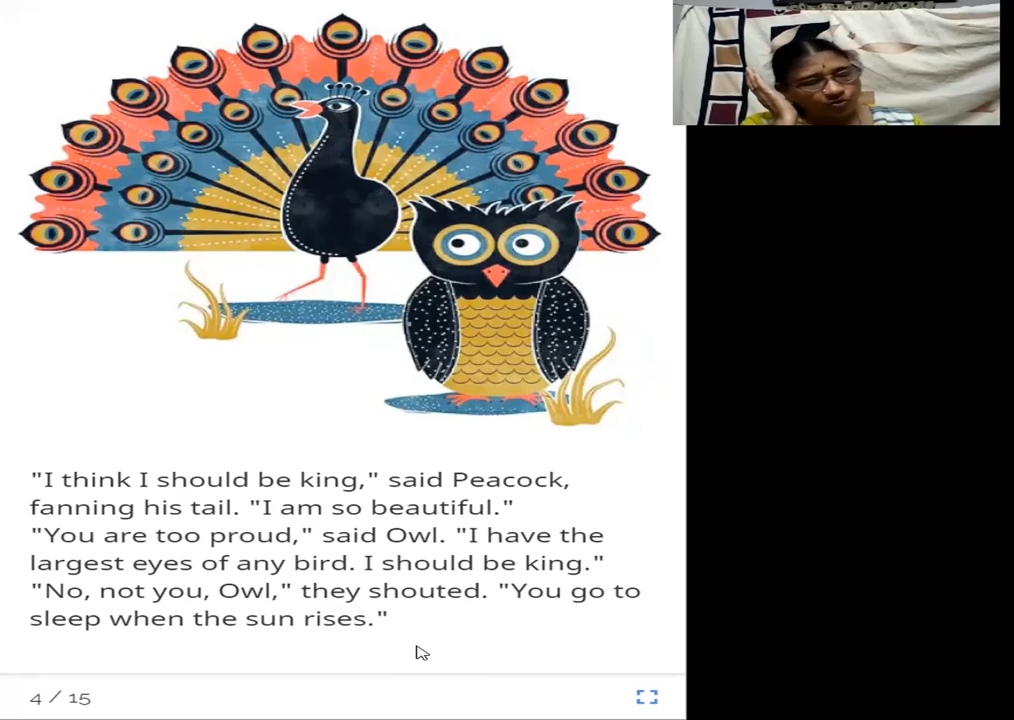 "I think I should be king," said Peacock,
fanning his tail. "I am so beautiful."
"You are too proud," said Owl. "I have the
largest eyes of any bird. I should be king."
"No, not you, Owl," they shouted. "You go to
sleep when the sun rises."
4 / 15